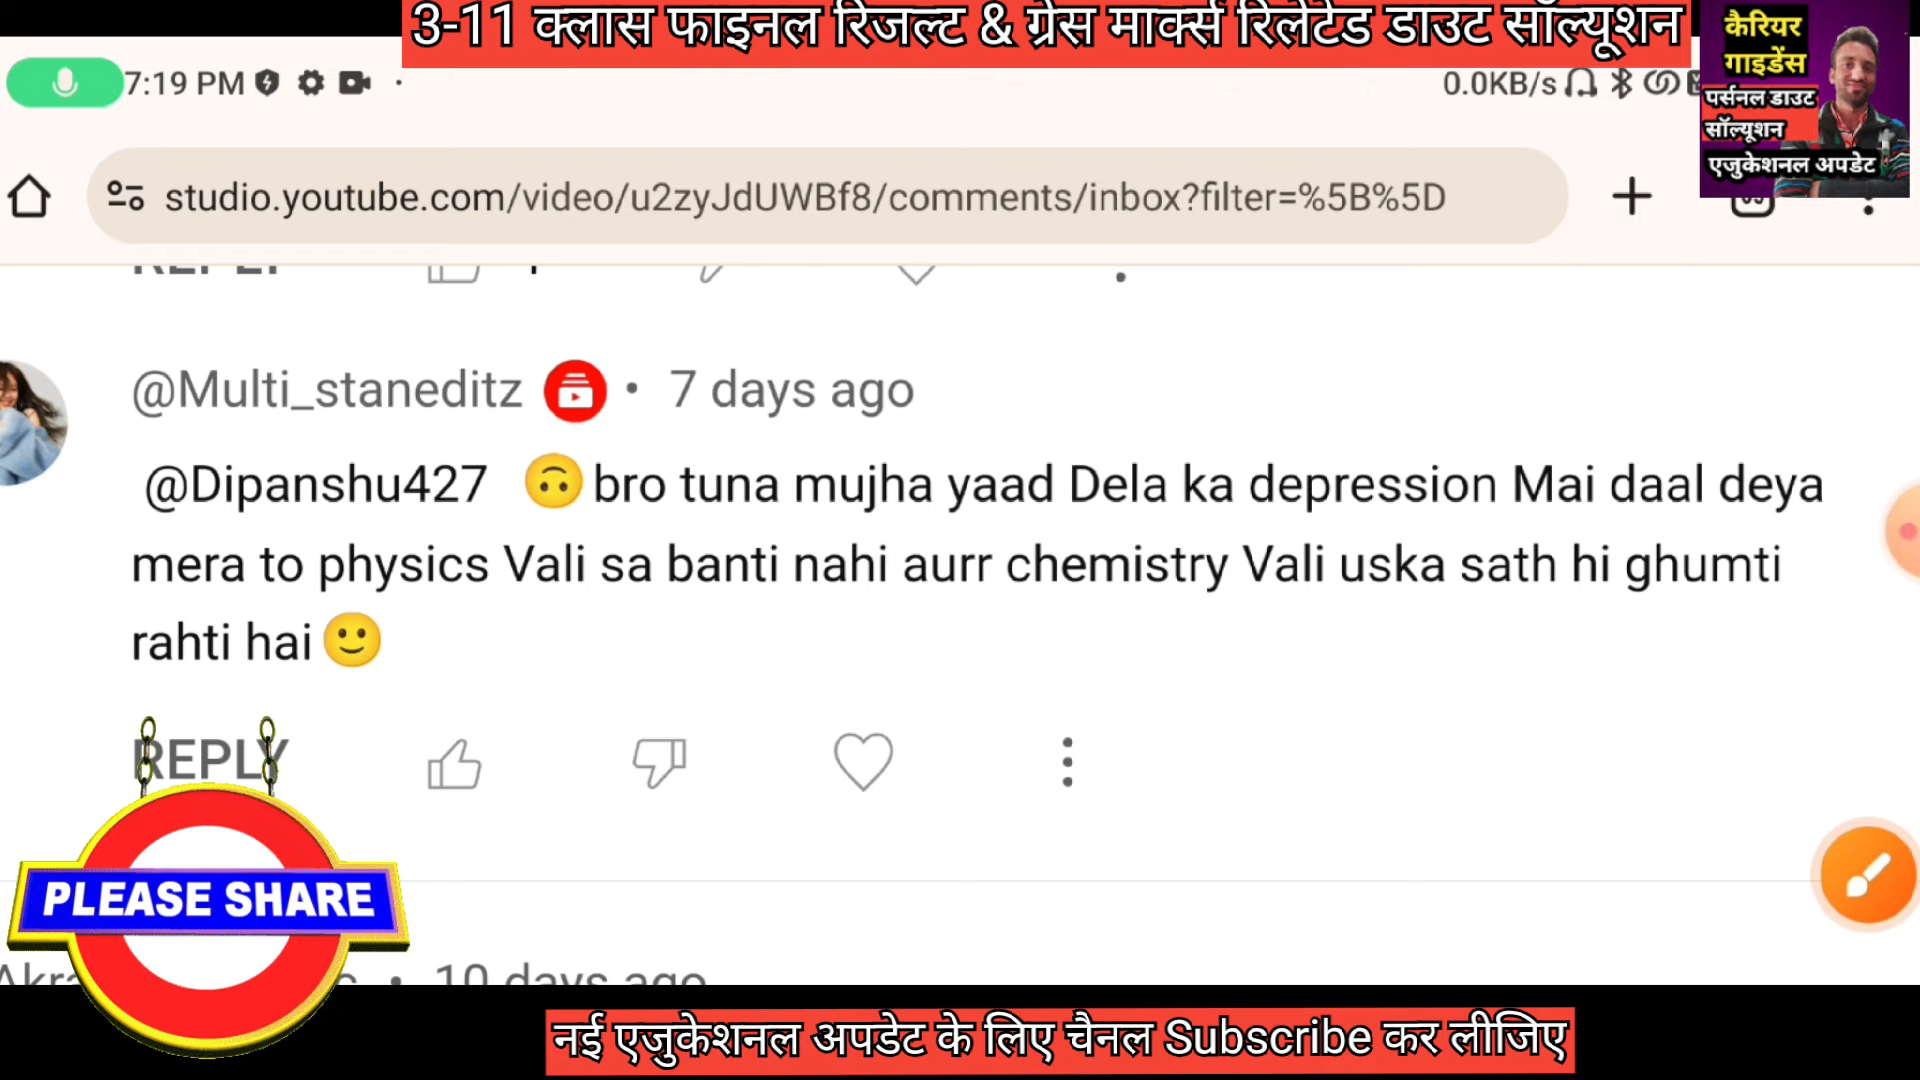 3-11 क्लास फाइनल रिजल्ट & ग्रेस मार्क्स रिलेटेड डाउट सॉल्यूशन
कैरियर
गाइडेंस
पर्सनल डाउट
सॉल्यूशन
एजुकेशनल अपडेट
7:19 PM
0.0KB/s
studio.youtube.com/video/u2zyJdUWBf8/comments/inbox?filter=%5B%5D
REPLY
@Multi_staneditz • 7 days ago
@Dipanshu427 🙃 bro tuna mujha yaad Dela ka depression Mai daal deya
mera to physics Vali sa banti nahi aurr chemistry Vali uska sath hi ghumti
rahti hai 🙂
REPLY
PLEASE SHARE
• 10 days ago
नई एजुकेशनल अपडेट के लिए चैनल Subscribe कर लीजिए